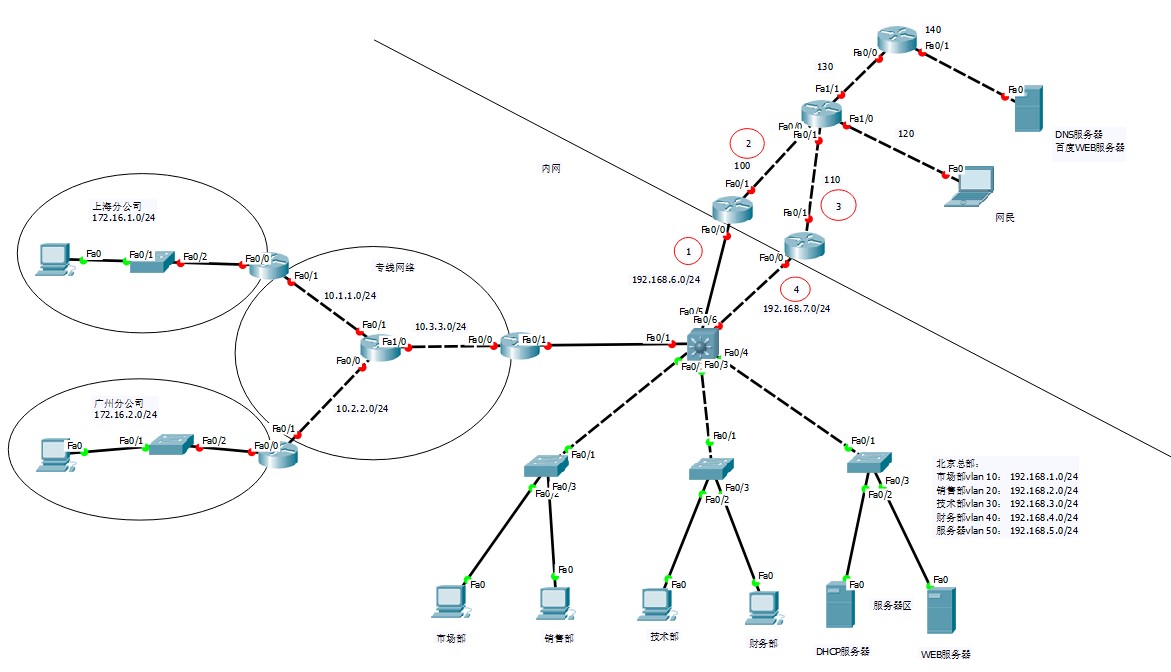 140
Fa0/0
Fa0/1
130
Fa1/1
Fa0
DNS服务器
百度WEB服务器
Fa0/0
Fa0/1
Fa1/0
120
2
100
内网
Fa0
110
网民
Fa0/1
3
Fa0/1
上海分公司
172.16.1.0/24
Fa0/0
1
Fa0
Fa0/1
Fa0/2
Fa0/0
Fa0/0
专线网络
Fa0/1
192.168.6.0/24
4
10.1.1.0/24
192.168.7.0/24
Fa0/5
Fa0/6
Fa0/1
10.3.3.0/24
Fa1/0
Fa0/0
Fa0/1
Fa0/1
Fa0/0
Fa0/4
Fa0/
Fa0/3
广州分公司
172.16.2.0/24
10.2.2.0/24
Fa0
Fa0/1
Fa0/2
Fa0/0
Fa0/1
Fa0/1
Fa0/1
Fa0/1
Fa0/3
Fa0/2
Fa0/3
Fa0/2
Fa0/3
Fa0/2
北京总部:
市场部vlan 10: 192.168.1.0/24
销售部vlan 20: 192.168.2.0/24
技术部vlan 30: 192.168.3.0/24
财务部vlan 40: 192.168.4.0/24
服务器vlan 50: 192.168.5.0/24
Fa0
Fa0
Fa0
Fa0
Fa0
Fa0
服务器区
市场部
销售部
技术部
财务部
DHCP服务器
WEB服务器